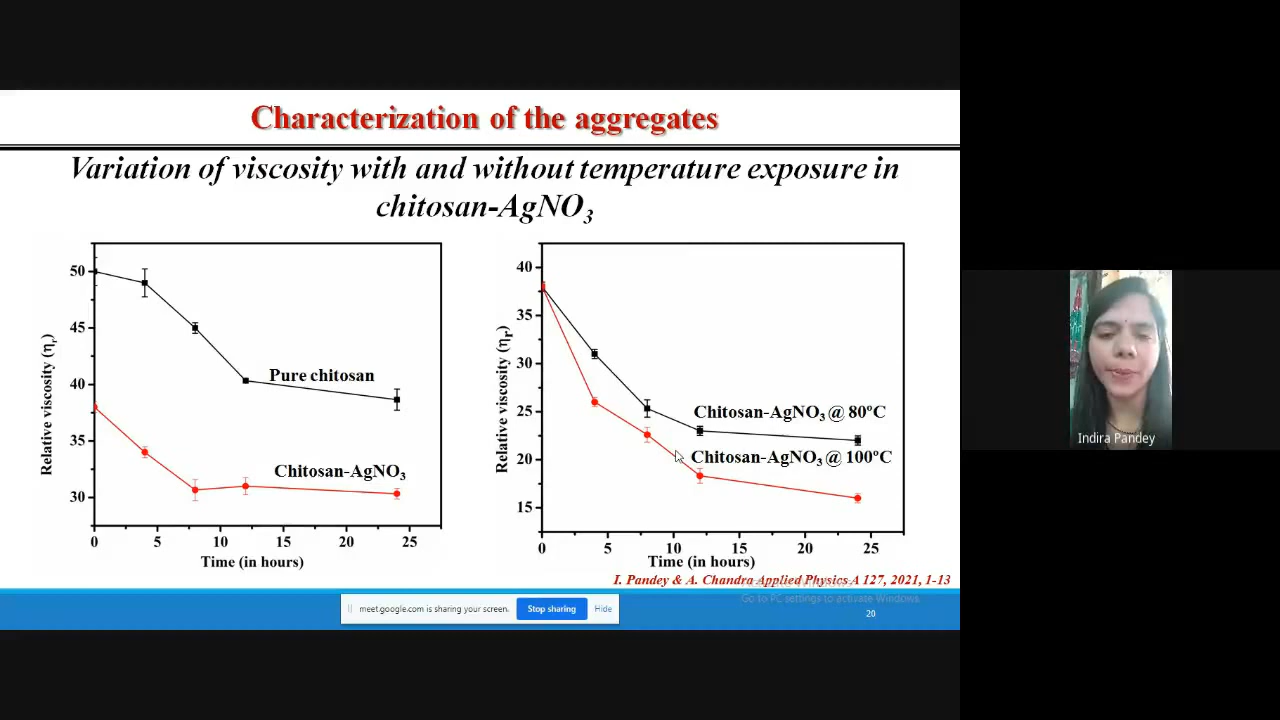 Characterization of the aggregates
Variation of viscosity with and without temperature exposure in
chitosan-AgNO3
50
45
40
35
30
0 5 10 15 20 25
Relative viscosity (ηr)
Time (in hours)
Pure chitosan
Chitosan-AgNO3
40
35
30
25
20
15
0 5 10 15 20 25
Relative viscosity (ηr)
Time (in hours)
Chitosan-AgNO3 @ 80ºC
Chitosan-AgNO3 @ 100ºC
I. Pandey & A. Chandra Applied Physics A 127, 2021, 1-13
Go to PC settings to activate Windows.
20
meet.google.com is sharing your screen.
Stop sharing
Hide
Indira Pandey